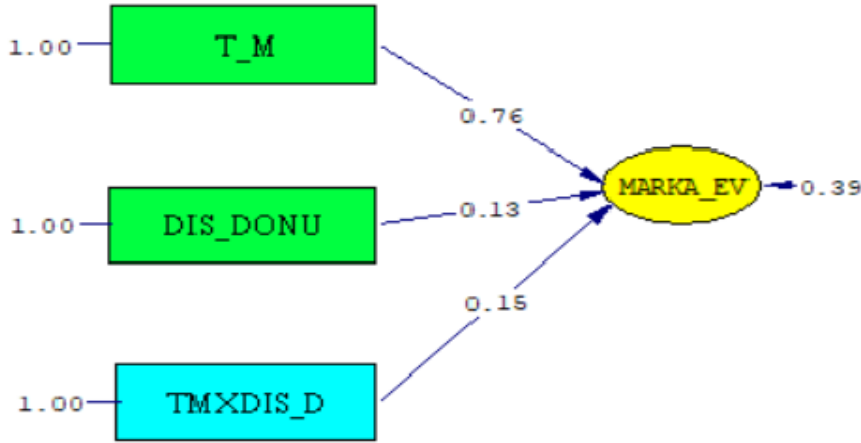 1.00
T_M
0.76
MARKA_EV
0.39
1.00
DIS_DONU
0.13
0.15
1.00
TMXDIS_D